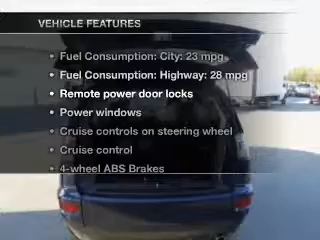 VEHICLE FEATURES
• Fuel Consumption: City: 23 mpg
• Fuel Consumption: Highway: 28 mpg
• Remote power door locks
• Power windows
• Cruise controls on steering wheel
• Cruise control
• 4-wheel ABS Brakes